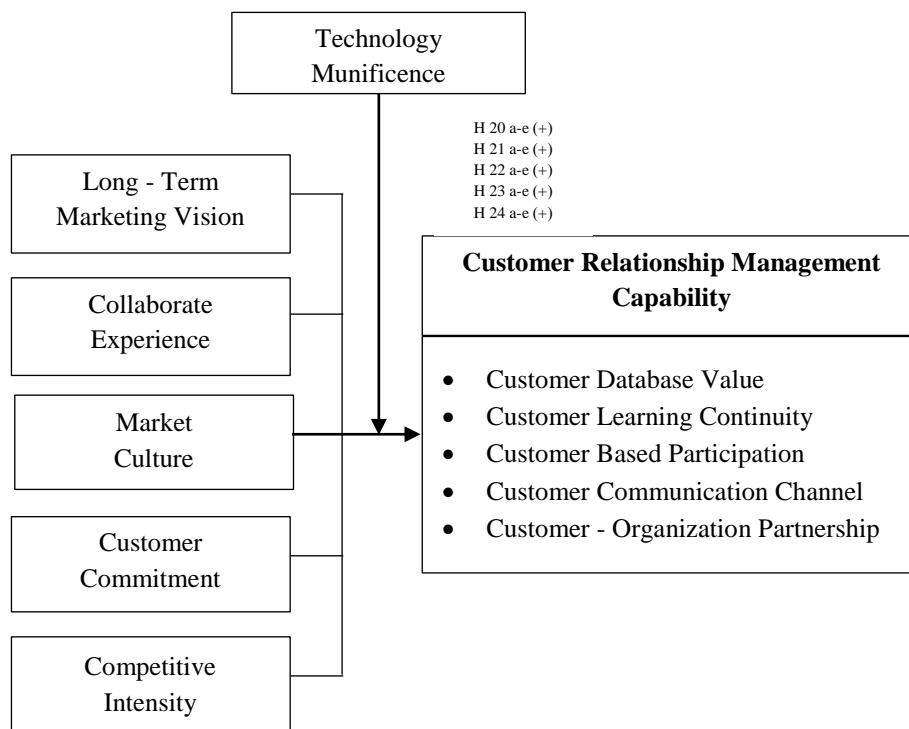 Technology
Munificence
H 20 a-e (+)
H 21 a-e (+)
H 22 a-e (+)
H 23 a-e (+)
H 24 a-e (+)
Long - Term
Marketing Vision
Collaborate
Experience
Market
Culture
Customer
Commitment
Competitive
Intensity
Customer Relationship Management
Capability
• Customer Database Value
• Customer Learning Continuity
• Customer Based Participation
• Customer Communication Channel
• Customer - Organization Partnership